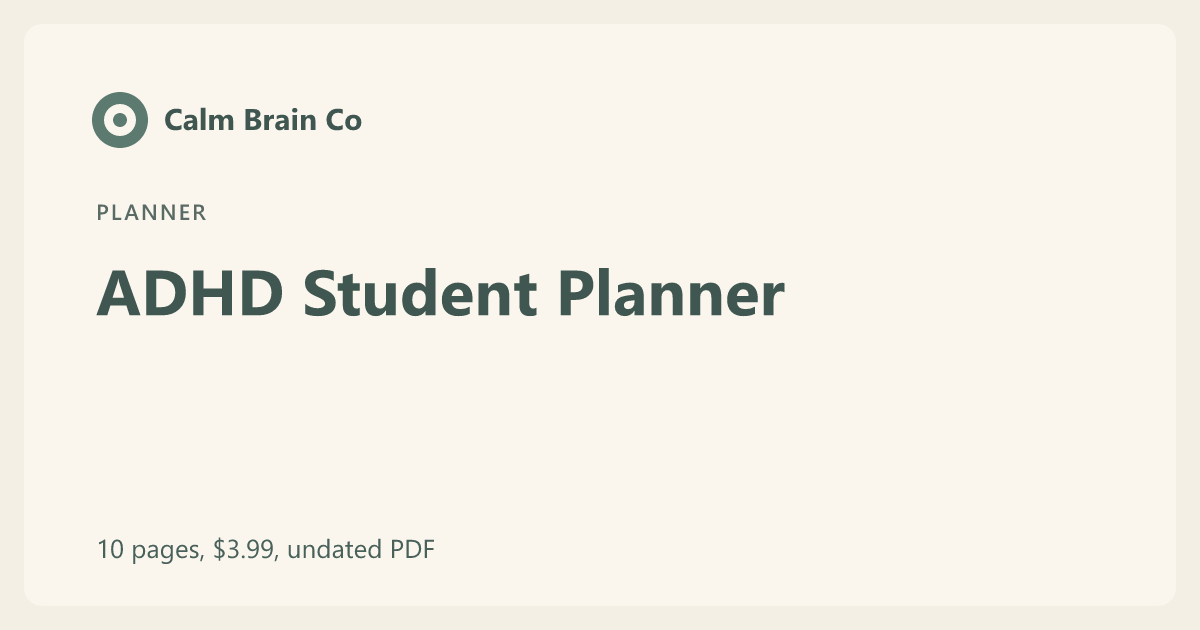 Calm Brain Co
PLANNER
ADHD Student Planner
10 pages, $3.99, undated PDF